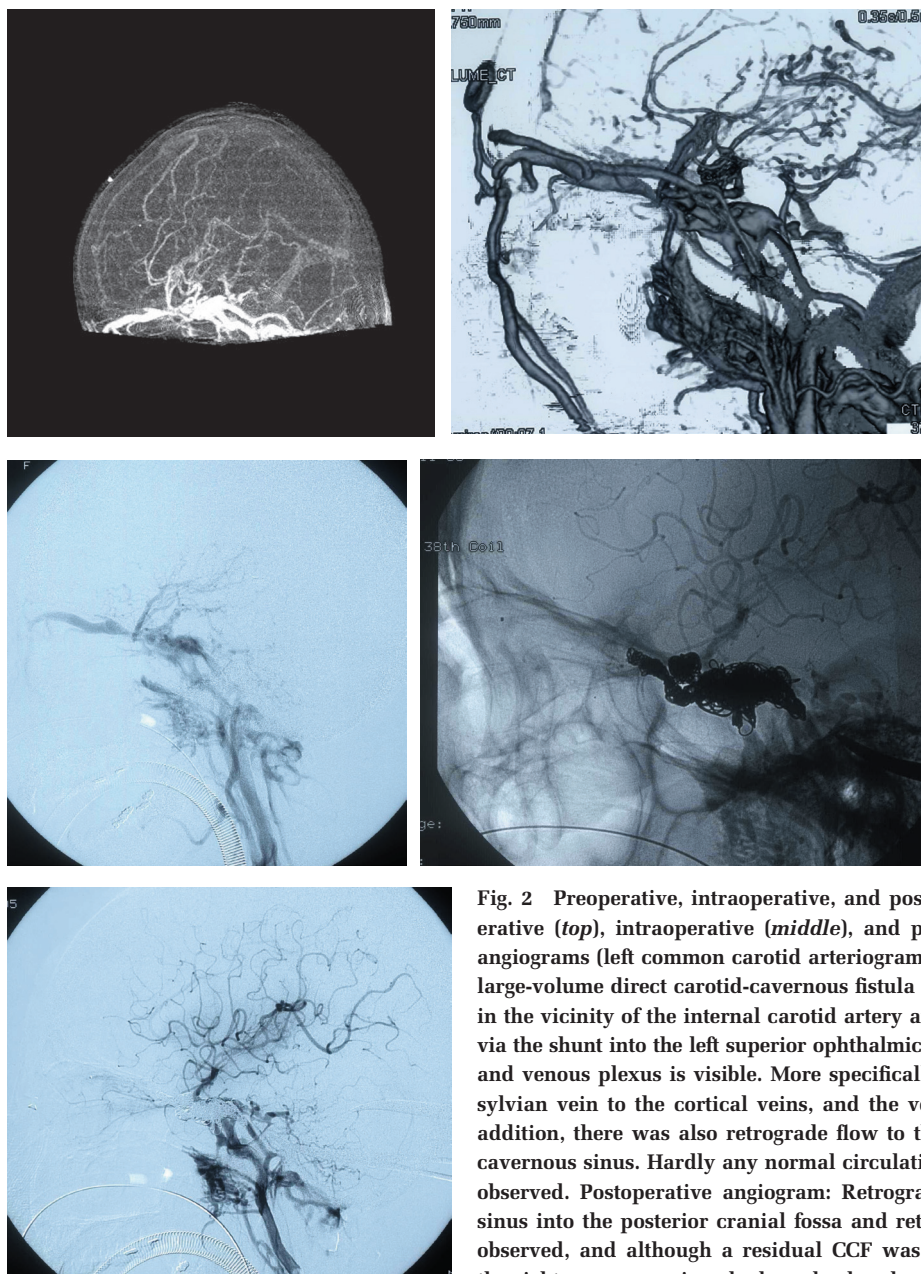 .750mm
0.35s/0.5
LUME_CT
CT
F
38th Coil
ge:
05
Fig. 2 Preoperative, intraoperative, and pos
erative (top), intraoperative (middle), and p
angiograms (left common carotid arteriogram
large-volume direct carotid-cavernous fistula
in the vicinity of the internal carotid artery a
via the shunt into the left superior ophthalmic
and venous plexus is visible. More specifical
sylvian vein to the cortical veins, and the v
addition, there was also retrograde flow to t
cavernous sinus. Hardly any normal circulati
observed. Postoperative angiogram: Retrogra
sinus into the posterior cranial fossa and ret
observed, and although a residual CCF was